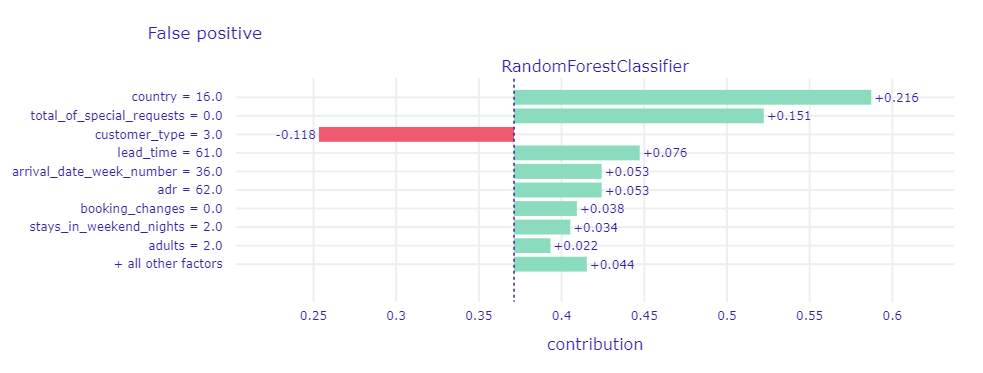 False positive
RandomForestClassifier
country = 16.0 +0.216
total_of_special_requests = 0.0 +0.151
customer_type = 3.0 -0.118
lead_time = 61.0 +0.076
arrival_date_week_number = 36.0 +0.053
adr = 62.0 +0.053
booking_changes = 0.0 +0.038
stays_in_weekend_nights = 2.0 +0.034
adults = 2.0 +0.022
+ all other factors +0.044
0.25 0.3 0.35 0.4 0.45 0.5 0.55 0.6
contribution